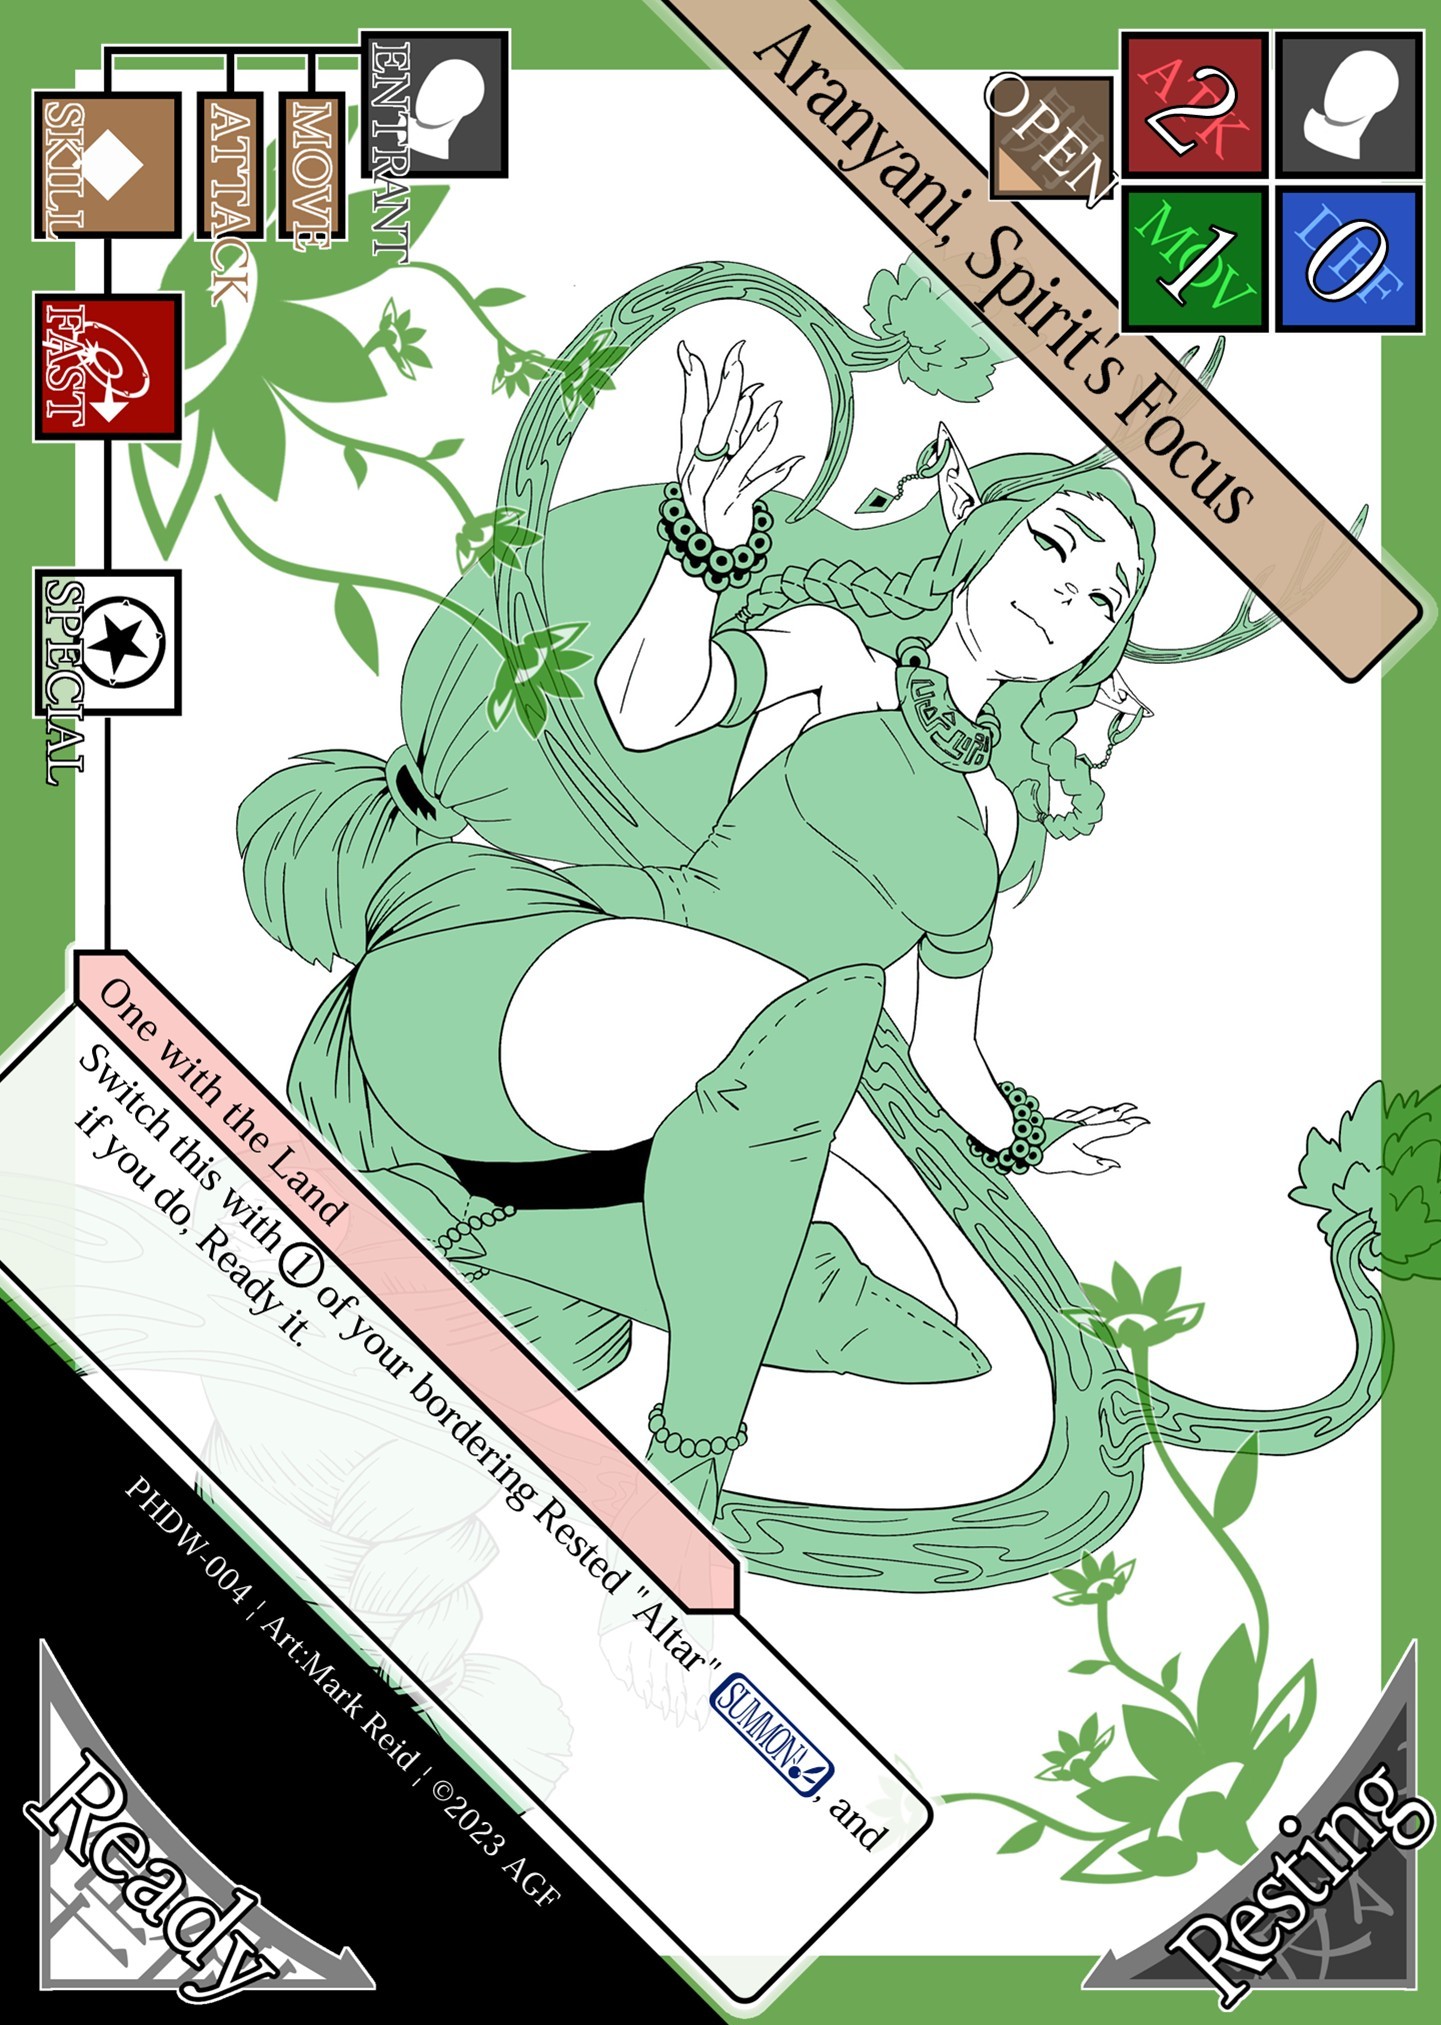 Aranyani, Spirit's Focus
OPEN
ATK
2
MOV
1
DEF
0
ENTRANT
MOVE
ATTACK
SKILL
FAST
SPECIAL
One with the Land
Switch this with ① of your bordering Rested "Altar" SUMMON!, and
if you do, Ready it.
PHDW-004 ¦ Art:Mark Reid ¦ ©2023 AGF
Ready
Resting